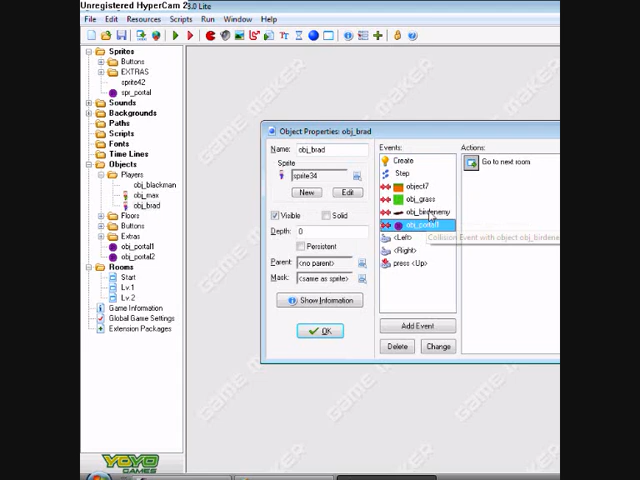 Unregistered HyperCam 2 3.0 Lite
File Edit Resources Scripts Run Window Help
Sprites
Buttons
EXTRAS
sprite42
spr_portal
Sounds
Backgrounds
Paths
Scripts
Fonts
Time Lines
Objects
Players
obj_blackman
obj_max
obj_brad
Floors
Buttons
Extras
obj_portal1
obj_portal2
Rooms
Start
Lv.1
Lv.2
Game Information
Global Game Settings
Extension Packages
YOYO
GAMES
GAME MAKER
Object Properties: obj_brad
Name: obj_brad
Sprite
sprite34
New Edit
Visible Solid
Depth: 0
Persistent
Parent: <no parent>
Mask: <same as sprite>
Show Information
OK
Events:
Create
Step
object7
obj_grass
obj_birdenemy
obj_portal1
<Left>
<Right>
press <Up>
Collision Event with object obj_birdene
Add Event
Delete Change
Actions:
Go to next room